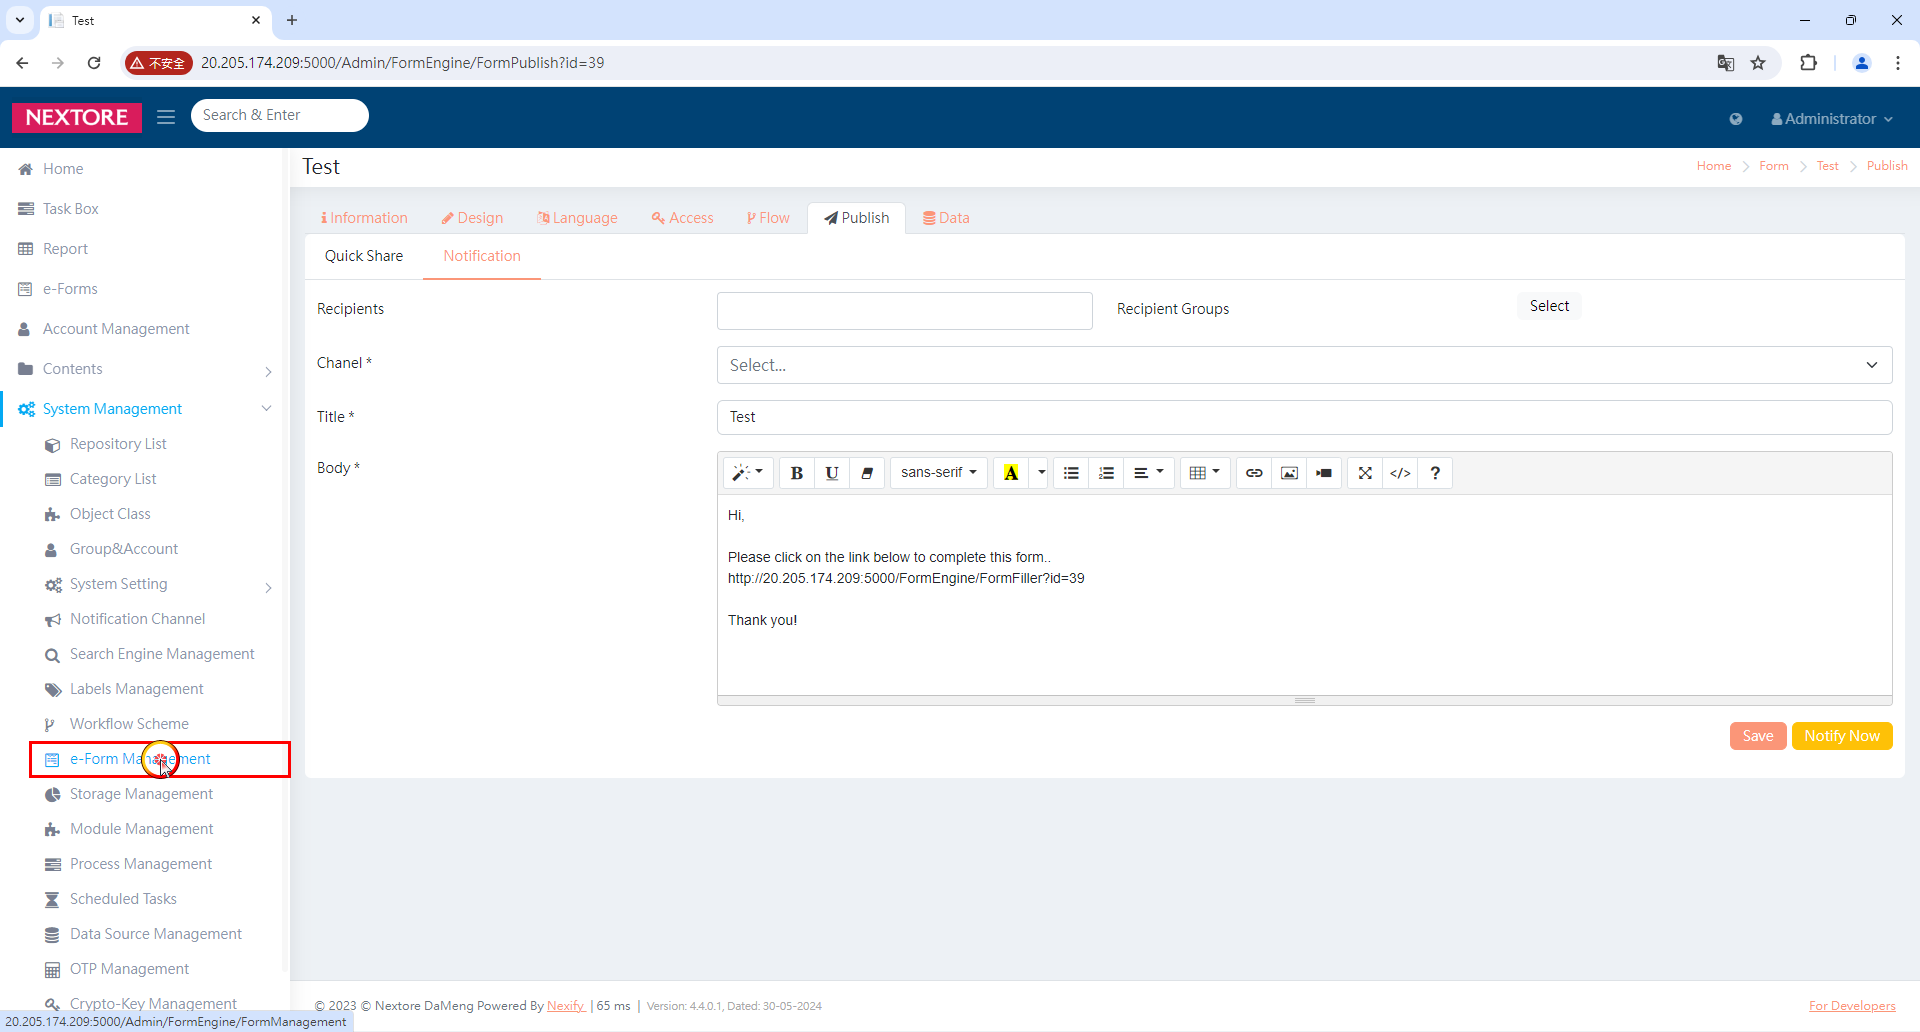 Test
不安全 20.205.174.209:5000/Admin/FormEngine/FormPublish?id=39
NEXTORE
Search & Enter
Administrator
Home
Task Box
Report
e-Forms
Account Management
Contents
System Management
Repository List
Category List
Object Class
Group&Account
System Setting
Notification Channel
Search Engine Management
Labels Management
Workflow Scheme
e-Form Management
Storage Management
Module Management
Process Management
Scheduled Tasks
Data Source Management
OTP Management
Crypto-Key Management
20.205.174.209:5000/Admin/FormEngine/FormManagement
Test
Home > Form > Test > Publish
Information Design Language Access Flow Publish Data
Quick Share Notification
Recipients
Recipient Groups Select
Chanel * Select...
Title * Test
Body *
B U sans-serif A </> ?
Hi,
Please click on the link below to complete this form..
http://20.205.174.209:5000/FormEngine/FormFiller?id=39
Thank you!
Save Notify Now
© 2023 © Nextore DaMeng Powered By Nexify | 65 ms | Version: 4.4.0.1, Dated: 30-05-2024
For Developers